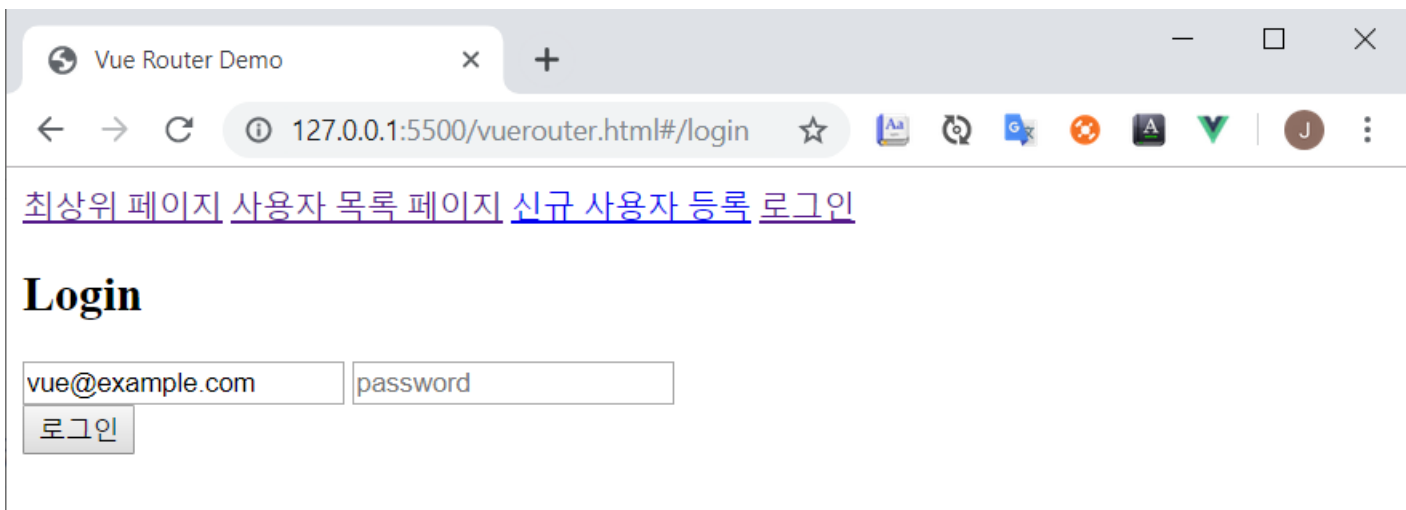 Vue Router Demo
127.0.0.1:5500/vuerouter.html#/login
J
최상위 페이지 사용자 목록 페이지 신규 사용자 등록 로그인
Login
vue@example.com password
로그인